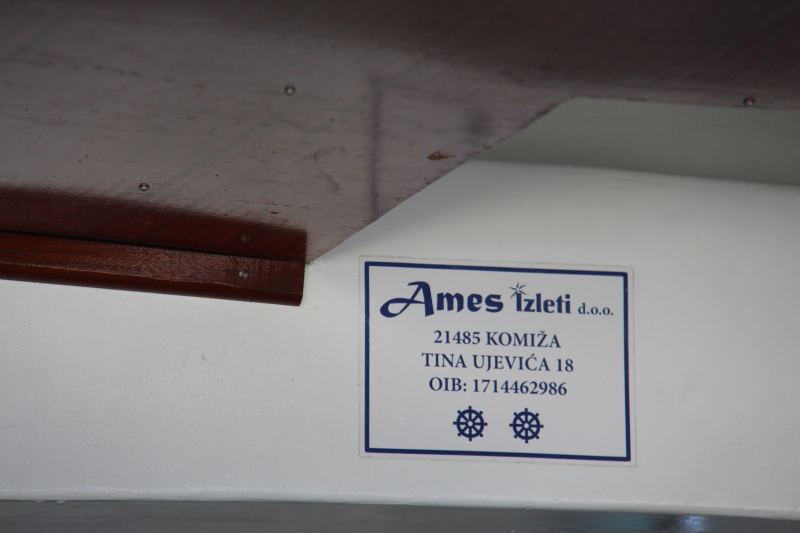 Ames Izleti d.o.o.
21485 KOMIŽA
TINA UJEVIĆA 18
OIB: 1714462986